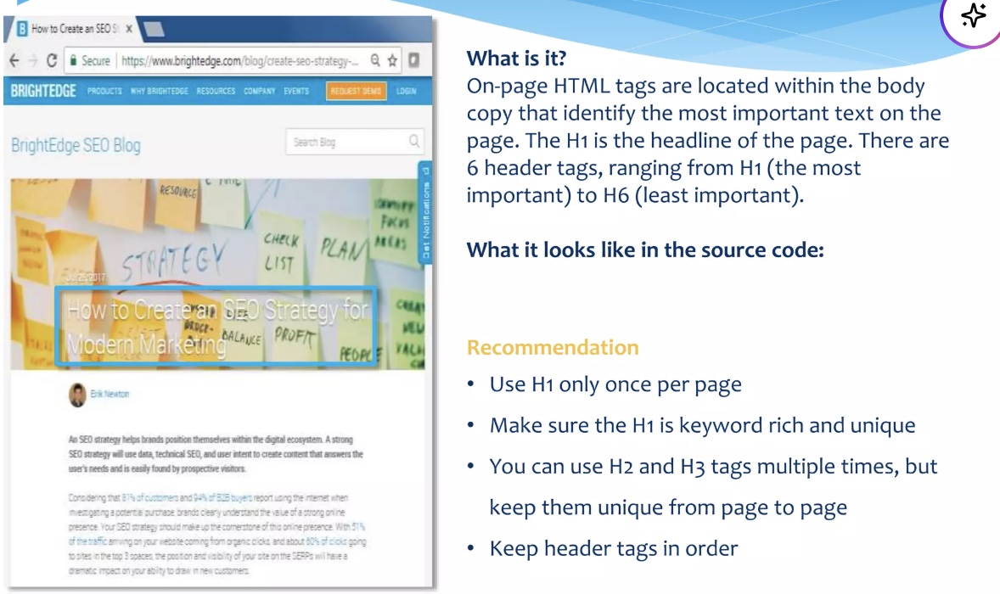 How to Create an SEO S
Secure https://www.brightedge.com/blog/create-seo-strategy-...
BRIGHTEDGE PRODUCTS WHY BRIGHTEDGE RESOURCES COMPANY EVENTS REQUEST DEMO LOGIN
BrightEdge SEO Blog
Search Blog
Get Notifications
RESOURCE
IDENTIFY
FOCUS
AREAS
CHECK
LIST
PLAN
STRATEGY
2017
How to Create an SEO Strategy for
Modern Marketing
BALANCE
PROFIT
PEOPLE
Erik Newton
An SEO strategy helps brands position themselves within the digital ecosystem. A strong
SEO strategy will use data, technical SEO, and user intent to create content that answers the
user's needs and is easily found by prospective visitors.
Considering that 81% of customers and 94% of B2B buyers report using the internet when
investigating a potential purchase, brands clearly understand the value of a strong online
presence. Your SEO strategy should make up the cornerstone of this online presence. With 51%
of the traffic arriving on your website coming from organic clicks, and about 60% of clicks going
to sites in the top 3 spaces, the position and visibility of your site on the SERPs will have a
dramatic impact on your ability to draw in new customers.
What is it?
On-page HTML tags are located within the body
copy that identify the most important text on the
page. The H1 is the headline of the page. There are
6 header tags, ranging from H1 (the most
important) to H6 (least important).
What it looks like in the source code:
Recommendation
• Use H1 only once per page
• Make sure the H1 is keyword rich and unique
• You can use H2 and H3 tags multiple times, but
keep them unique from page to page
• Keep header tags in order